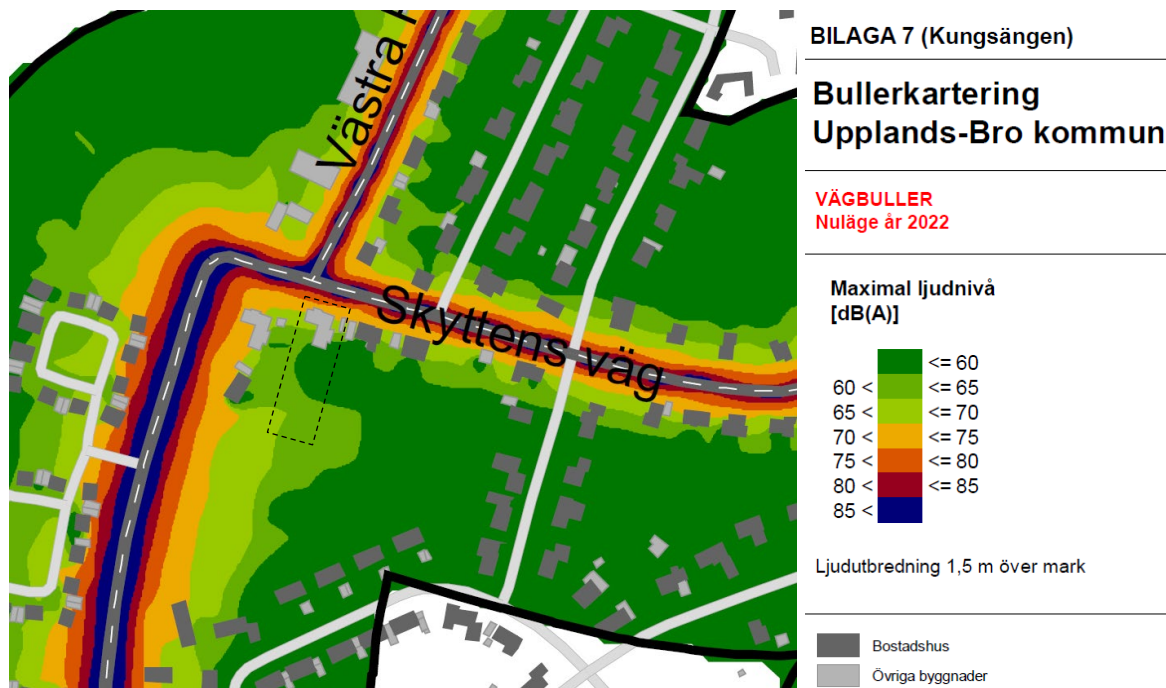 Västra
Skyttens väg
BILAGA 7 (Kungsängen)
Bullerkartering
Upplands-Bro kommun
VÄGBULLER
Nuläge år 2022
Maximal ljudnivå
[dB(A)]
<= 60
60 < <= 65
65 < <= 70
70 < <= 75
75 < <= 80
80 < <= 85
85 <
Ljudutbredning 1,5 m över mark
Bostadshus
Övriga byggnader